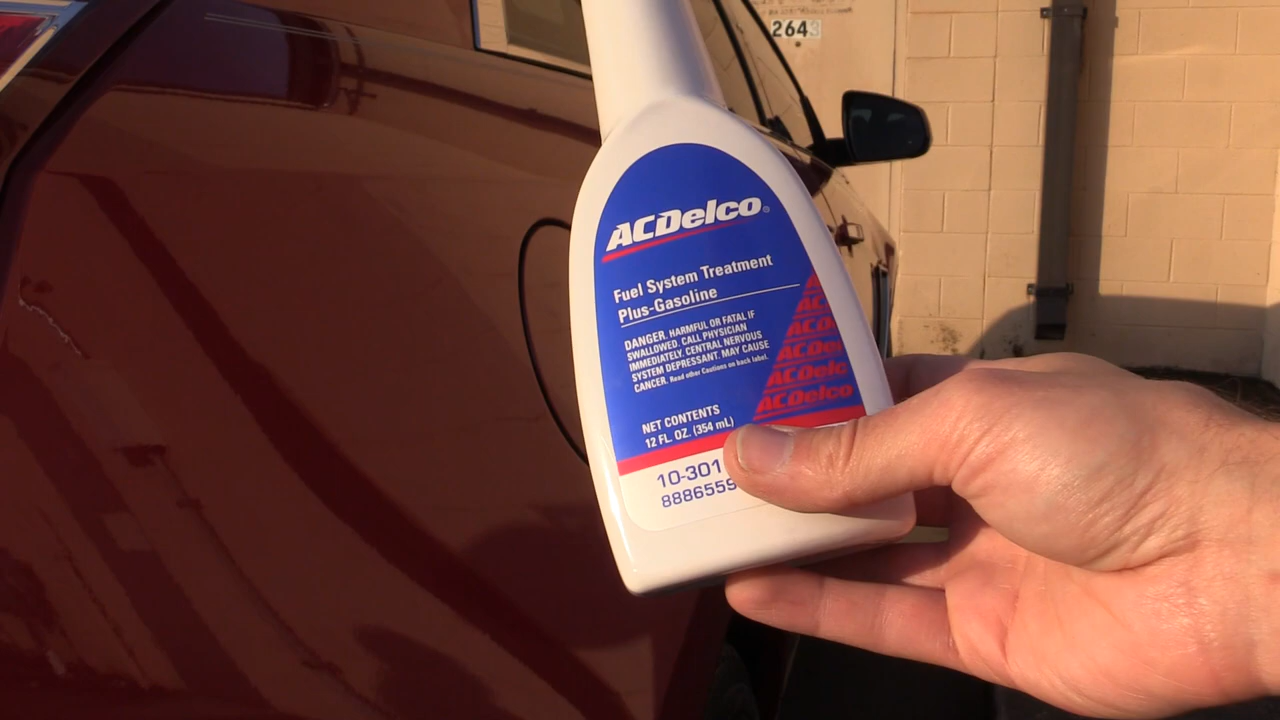 264
ACDelco®
Fuel System Treatment
Plus-Gasoline
DANGER. HARMFUL OR FATAL IF
SWALLOWED. CALL PHYSICIAN
IMMEDIATELY. CENTRAL NERVOUS
SYSTEM DEPRESSANT. MAY CAUSE
CANCER. Read other Cautions on back label.
ACDelco
ACDelco
ACDelco
NET CONTENTS
12 FL. OZ. (354 mL)
10-301
8886559